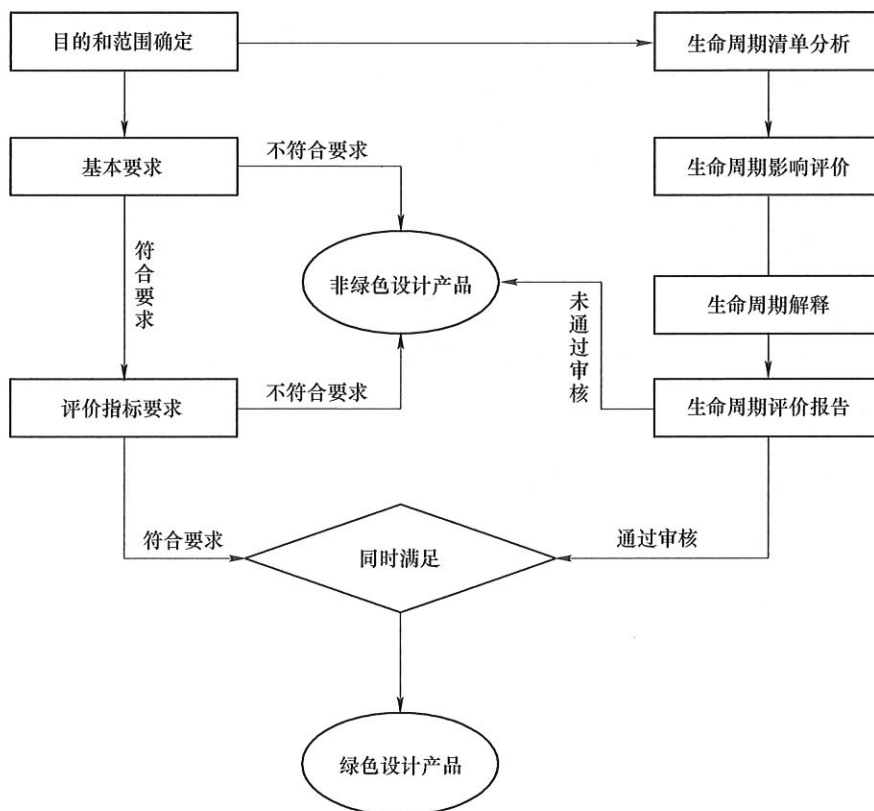 目的和范围确定
生命周期清单分析
基本要求
不符合要求
生命周期影响评价
符合要求
非绿色设计产品
未通过审核
生命周期解释
评价指标要求
不符合要求
生命周期评价报告
符合要求
同时满足
通过审核
绿色设计产品